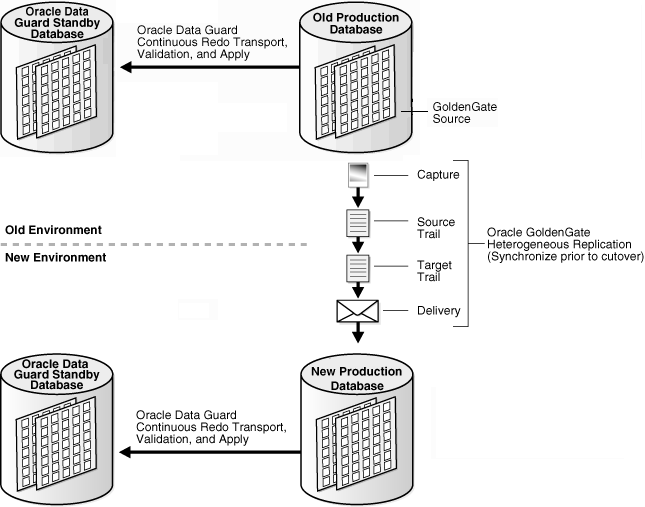 Oracle Data
Guard Standby
Database
Oracle Data Guard
Continuous Redo Transport,
Validation, and Apply
Old Production
Database
GoldenGate
Source
Capture
Source
Trail
Oracle GoldenGate
Heterogeneous Replication
(Synchronize prior to cutover)
Old Environment
New Environment
Target
Trail
Delivery
Oracle Data
Guard Standby
Database
Oracle Data Guard
Continuous Redo Transport,
Validation, and Apply
New Production
Database